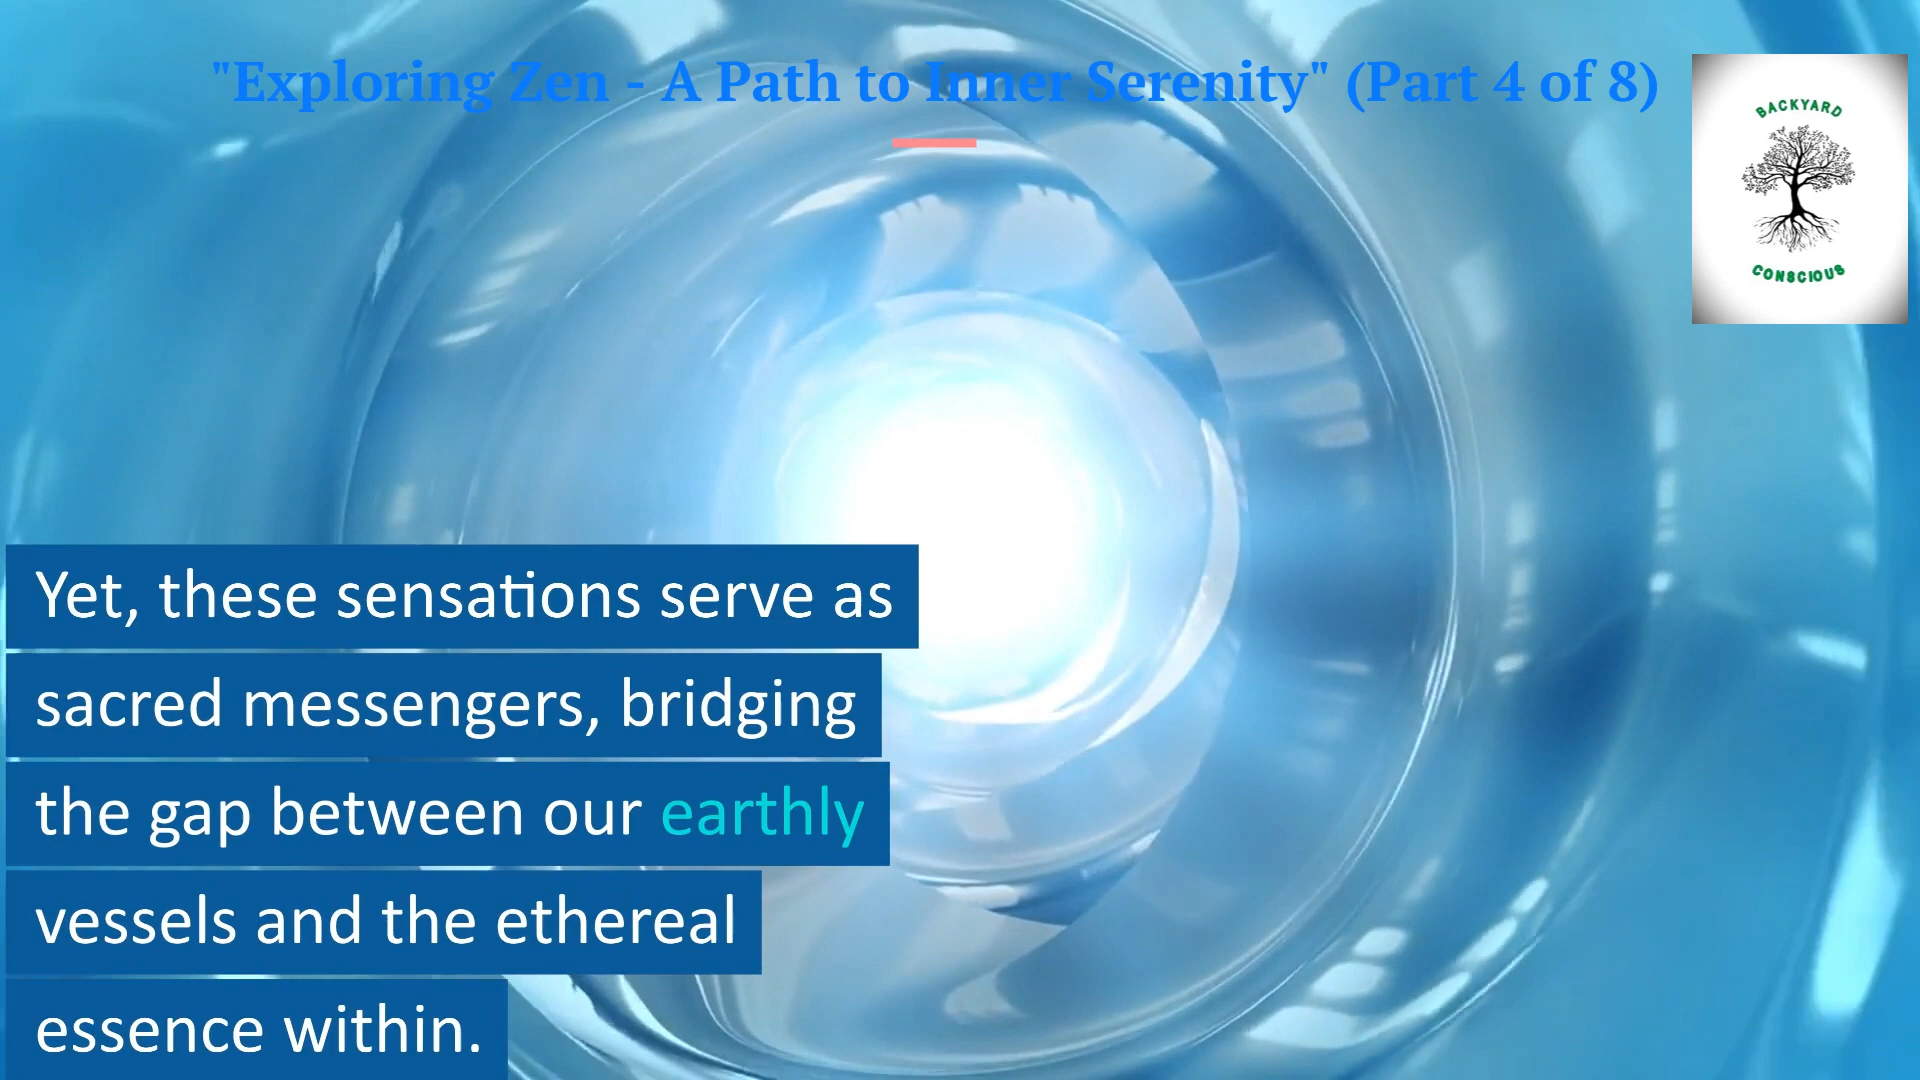 "Exploring Zen - A Path to Inner Serenity" (Part 4 of 8)
BACKYARD
CONSCIOUS
Yet, these sensations serve as
sacred messengers, bridging
the gap between our earthly
vessels and the ethereal
essence within.